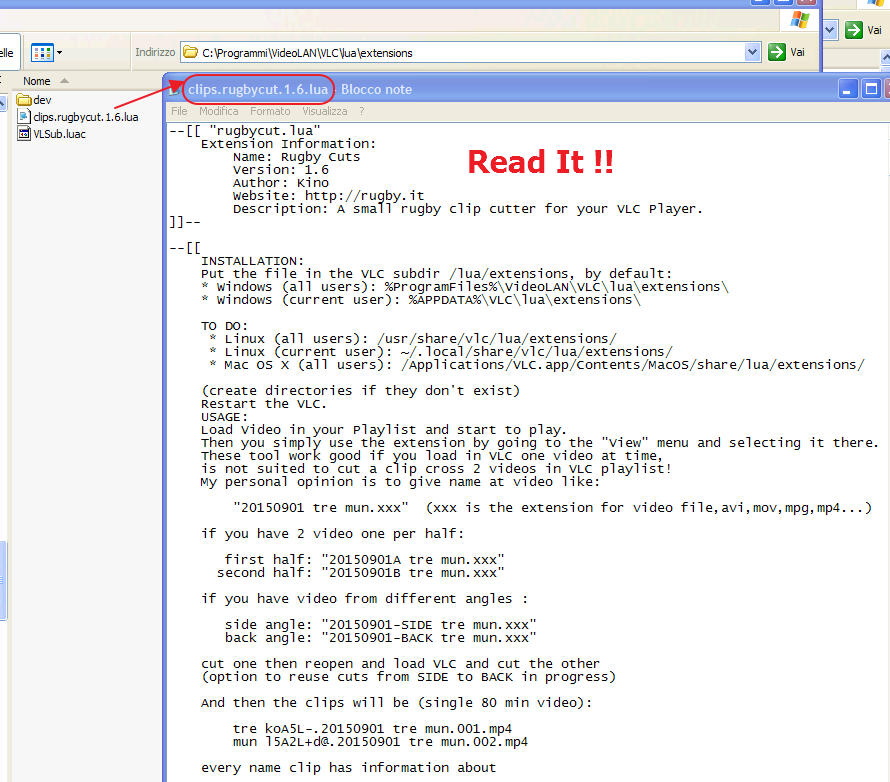 Vai
elle
Indirizzo C:\Programmi\VideoLAN\VLC\lua\extensions Vai
Nome
dev
clips.rugbycut.1.6.lua
VLSub.luac
clips.rugbycut.1.6.lua - Blocco note
File Modifica Formato Visualizza ?
Read It !!
--[[ "rugbycut.lua"
Extension Information:
Name: Rugby Cuts
Version: 1.6
Author: Kino
Website: http://rugby.it
Description: A small rugby clip cutter for your VLC Player.
]]--
--[[
INSTALLATION:
Put the file in the VLC subdir /lua/extensions, by default:
* Windows (all users): %ProgramFiles%\VideoLAN\VLC\lua\extensions\
* Windows (current user): %APPDATA%\VLC\lua\extensions\
TO DO:
* Linux (all users): /usr/share/vlc/lua/extensions/
* Linux (current user): ~/.local/share/vlc/lua/extensions/
* Mac OS X (all users): /Applications/VLC.app/Contents/MacOS/share/lua/extensions/
(create directories if they don't exist)
Restart the VLC.
USAGE:
Load Video in your Playlist and start to play.
Then you simply use the extension by going to the "View" menu and selecting it there.
These tool work good if you load in VLC one video at time,
is not suited to cut a clip cross 2 videos in VLC playlist!
My personal opinion is to give name at video like:
"20150901 tre mun.xxx"  (xxx is the extension for video file,avi,mov,mpg,mp4...)
if you have 2 video one per half:
first half: "20150901A tre mun.xxx"
second half: "20150901B tre mun.xxx"
if you have video from different angles :
side angle: "20150901-SIDE tre mun.xxx"
back angle: "20150901-BACK tre mun.xxx"
cut one then reopen and load VLC and cut the other
(option to reuse cuts from SIDE to BACK in progress)
And then the clips will be (single 80 min video):
tre koA5L-.20150901 tre mun.001.mp4
mun l5A2L+d@.20150901 tre mun.002.mp4
every name clip has information about